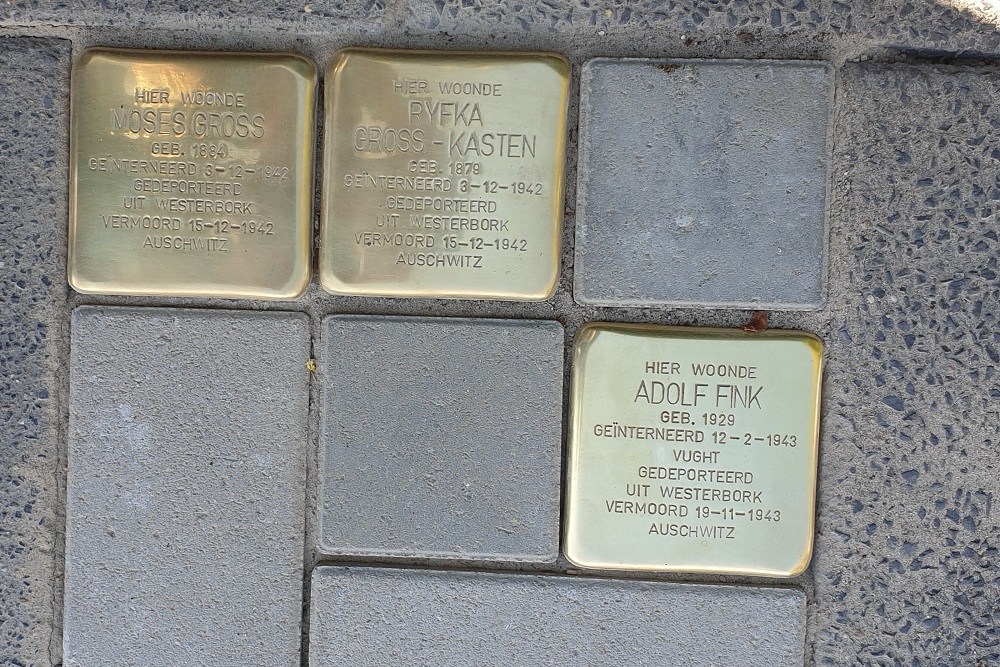 HIER WOONDE
MOSES GROSS
GEB. 1884
GEÏNTERNEERD 3-12-1942
GEDEPORTEERD
UIT WESTERBORK
VERMOORD 15-12-1942
AUSCHWITZ
HIER WOONDE
RYFKA
GROSS - KASTEN
GEB. 1879
GEÏNTERNEERD 3-12-1942
GEDEPORTEERD
UIT WESTERBORK
VERMOORD 15-12-1942
AUSCHWITZ
HIER WOONDE
ADOLF FINK
GEB. 1929
GEÏNTERNEERD 12-2-1943
VUGHT
GEDEPORTEERD
UIT WESTERBORK
VERMOORD 19-11-1943
AUSCHWITZ